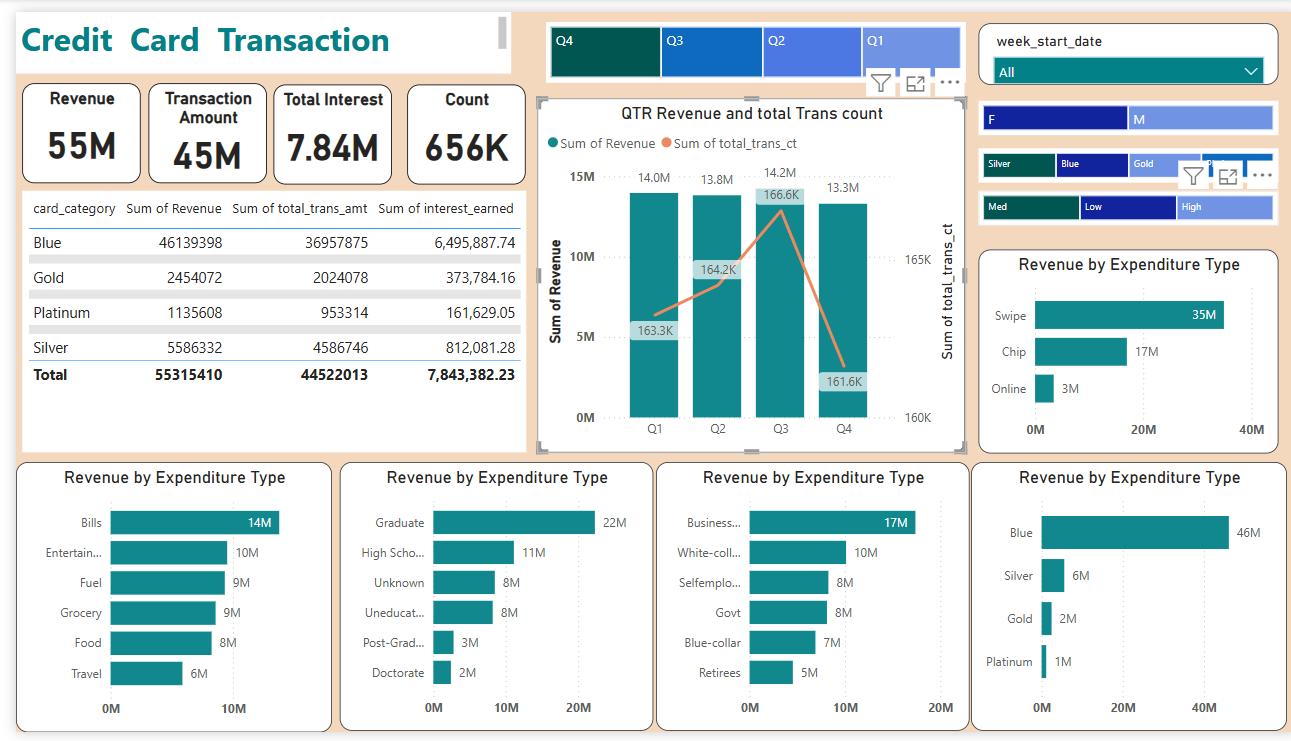 Credit Card Transaction
Revenue
55M
Transaction
Amount
45M
Total Interest
7.84M
Count
656K
card_category Sum of Revenue Sum of total_trans_amt Sum of interest_earned
Blue 46139398 36957875 6,495,887.74
Gold 2454072 2024078 373,784.16
Platinum 1135608 953314 161,629.05
Silver 5586332 4586746 812,081.28
Total 55315410 44522013 7,843,382.23
Q4 Q3 Q2 Q1
QTR Revenue and total Trans count
Sum of Revenue Sum of total_trans_ct
15M
10M
5M
0M
Sum of Revenue
14.0M 13.8M 14.2M 13.3M
163.3K 164.2K 166.6K 161.6K
Q1 Q2 Q3 Q4
165K
160K
Sum of total_trans_ct
week_start_date
All
F M
Silver Blue Gold
Med Low High
Revenue by Expenditure Type
Swipe 35M
Chip 17M
Online 3M
0M 20M 40M
Revenue by Expenditure Type
Bills 14M
Entertain... 10M
Fuel 9M
Grocery 9M
Food 8M
Travel 6M
0M 10M
Revenue by Expenditure Type
Graduate 22M
High Scho... 11M
Unknown 8M
Uneducat... 8M
Post-Grad... 3M
Doctorate 2M
0M 10M 20M
Revenue by Expenditure Type
Business... 17M
White-coll... 10M
Selfemplo... 8M
Govt 8M
Blue-collar 7M
Retirees 5M
0M 10M 20M
Revenue by Expenditure Type
Blue 46M
Silver 6M
Gold 2M
Platinum 1M
0M 20M 40M